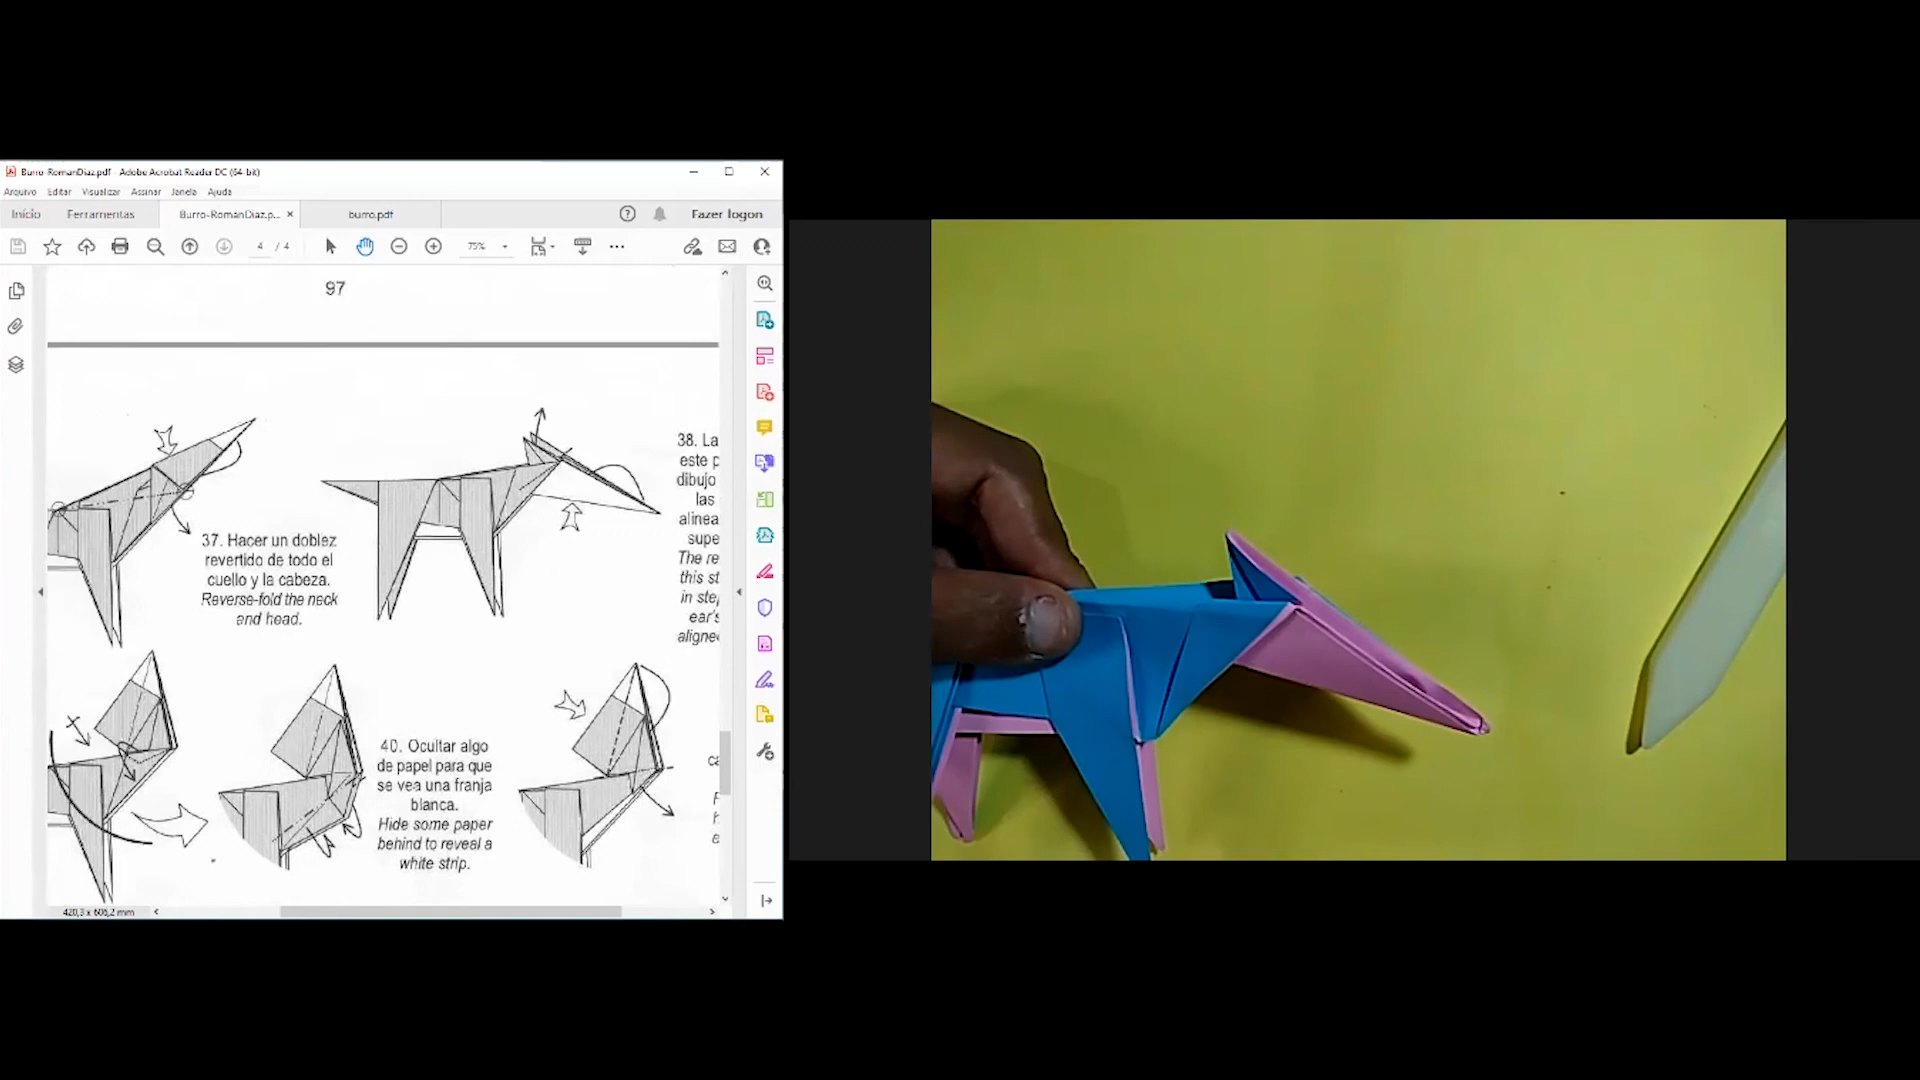 Burro-RomanDiaz.pdf - Adobe Acrobat Reader DC (64-bit)
Arquivo Editar Visualizar Assinar Janela Ajuda
Início Ferramentas Burro-RomanDiaz.p... burro.pdf Fazer logon
4 / 4 75%
97
37. Hacer un doblez
revertido de todo el
cuello y la cabeza.
Reverse-fold the neck
and head.
38. La
este p
dibujo
las
alinea
supe
The re
this st
in step
ear's
aligne
40. Ocultar algo
de papel para que
se vea una franja
blanca.
Hide some paper
behind to reveal a
white strip.
420,3 x 606,2 mm